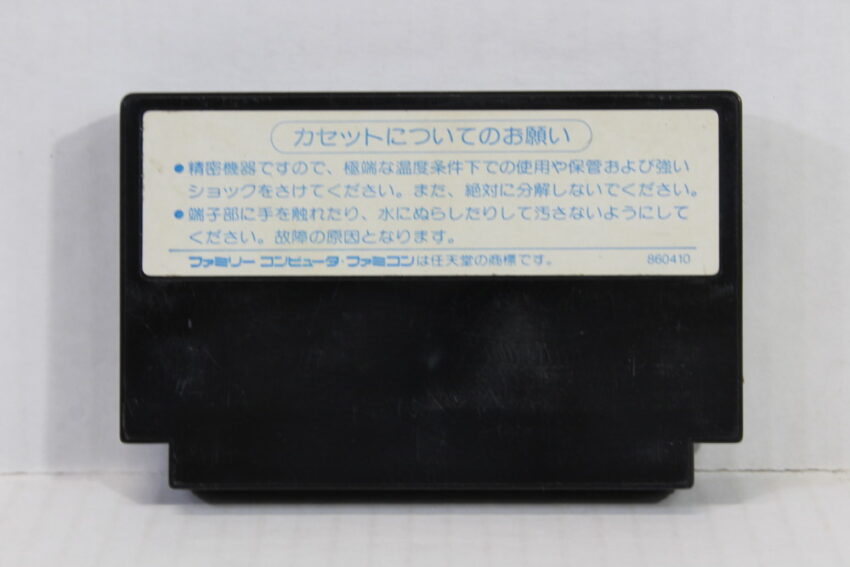 カセットについてのお願い
●精密機器ですので、極端な温度条件下での使用や保管および強い
ショックをさけてください。また、絶対に分解しないでください。
●端子部に手を触れたり、水にぬらしたりして汚さないようにして
ください。故障の原因となります。
ファミリーコンピュータ・ファミコンは任天堂の商標です。 860410